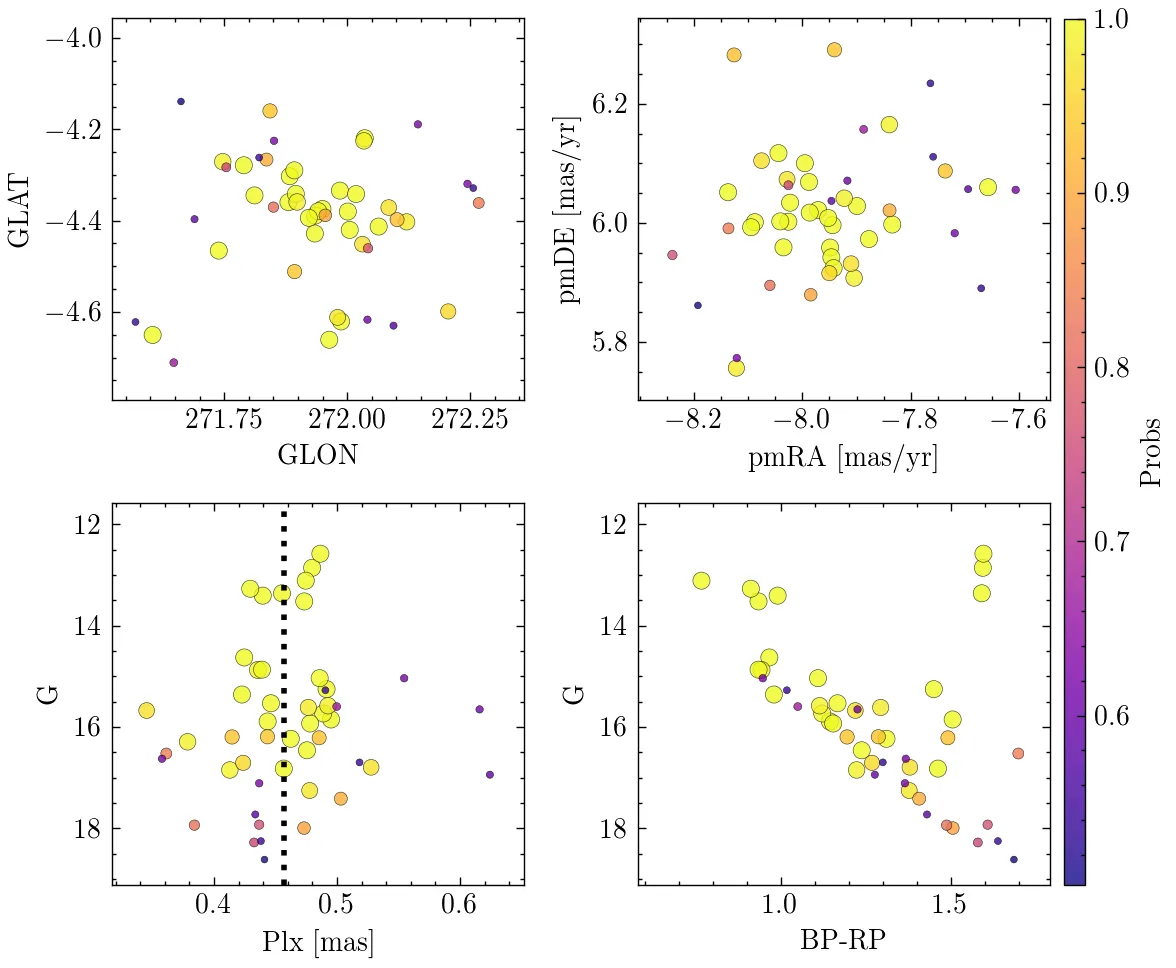 −4.0
−4.2
−4.4
−4.6
GLAT
271.75 272.00 272.25
GLON
6.2
6.0
5.8
pmDE [mas/yr]
−8.2 −8.0 −7.8 −7.6
pmRA [mas/yr]
1.0
0.9
0.8
0.7
0.6
Probs
12
14
16
18
G
0.4 0.5 0.6
Plx [mas]
12
14
16
18
G
1.0 1.5
BP-RP